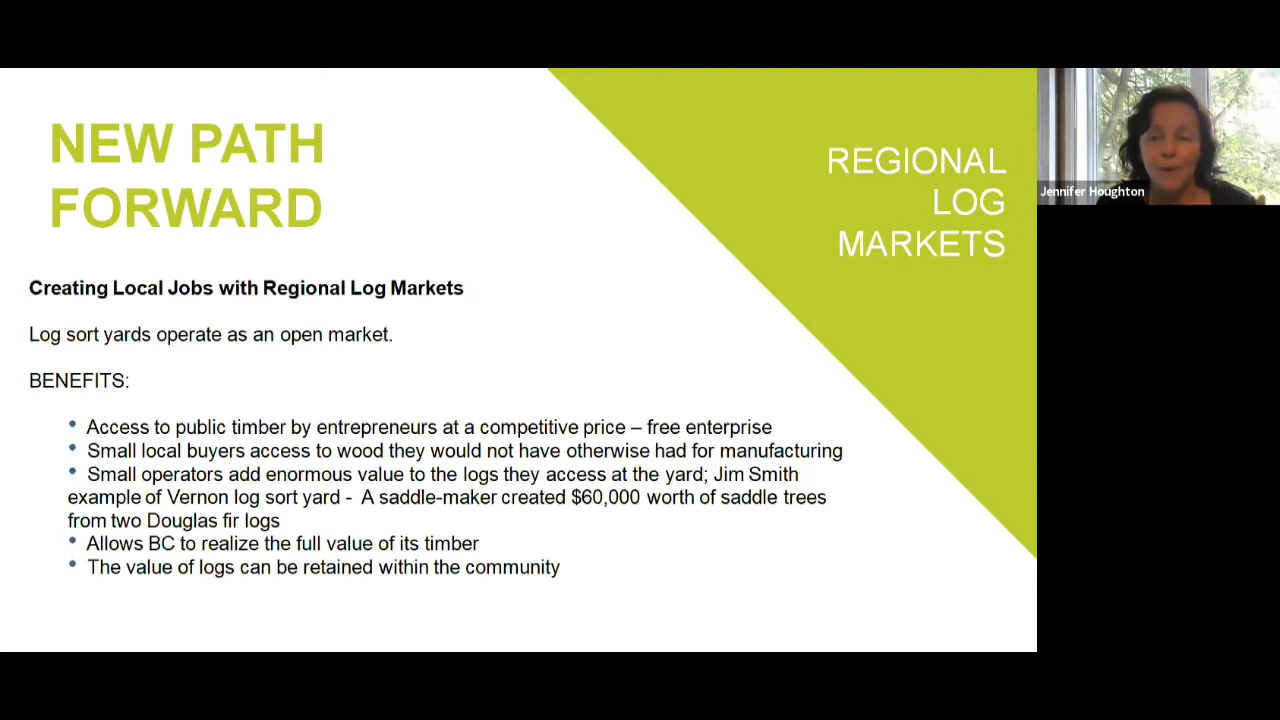 NEW PATH
FORWARD
REGIONAL
LOG
MARKETS
Jennifer Houghton
Creating Local Jobs with Regional Log Markets
Log sort yards operate as an open market.
BENEFITS:
• Access to public timber by entrepreneurs at a competitive price – free enterprise
• Small local buyers access to wood they would not have otherwise had for manufacturing
• Small operators add enormous value to the logs they access at the yard; Jim Smith
example of Vernon log sort yard - A saddle-maker created $60,000 worth of saddle trees
from two Douglas fir logs
• Allows BC to realize the full value of its timber
• The value of logs can be retained within the community